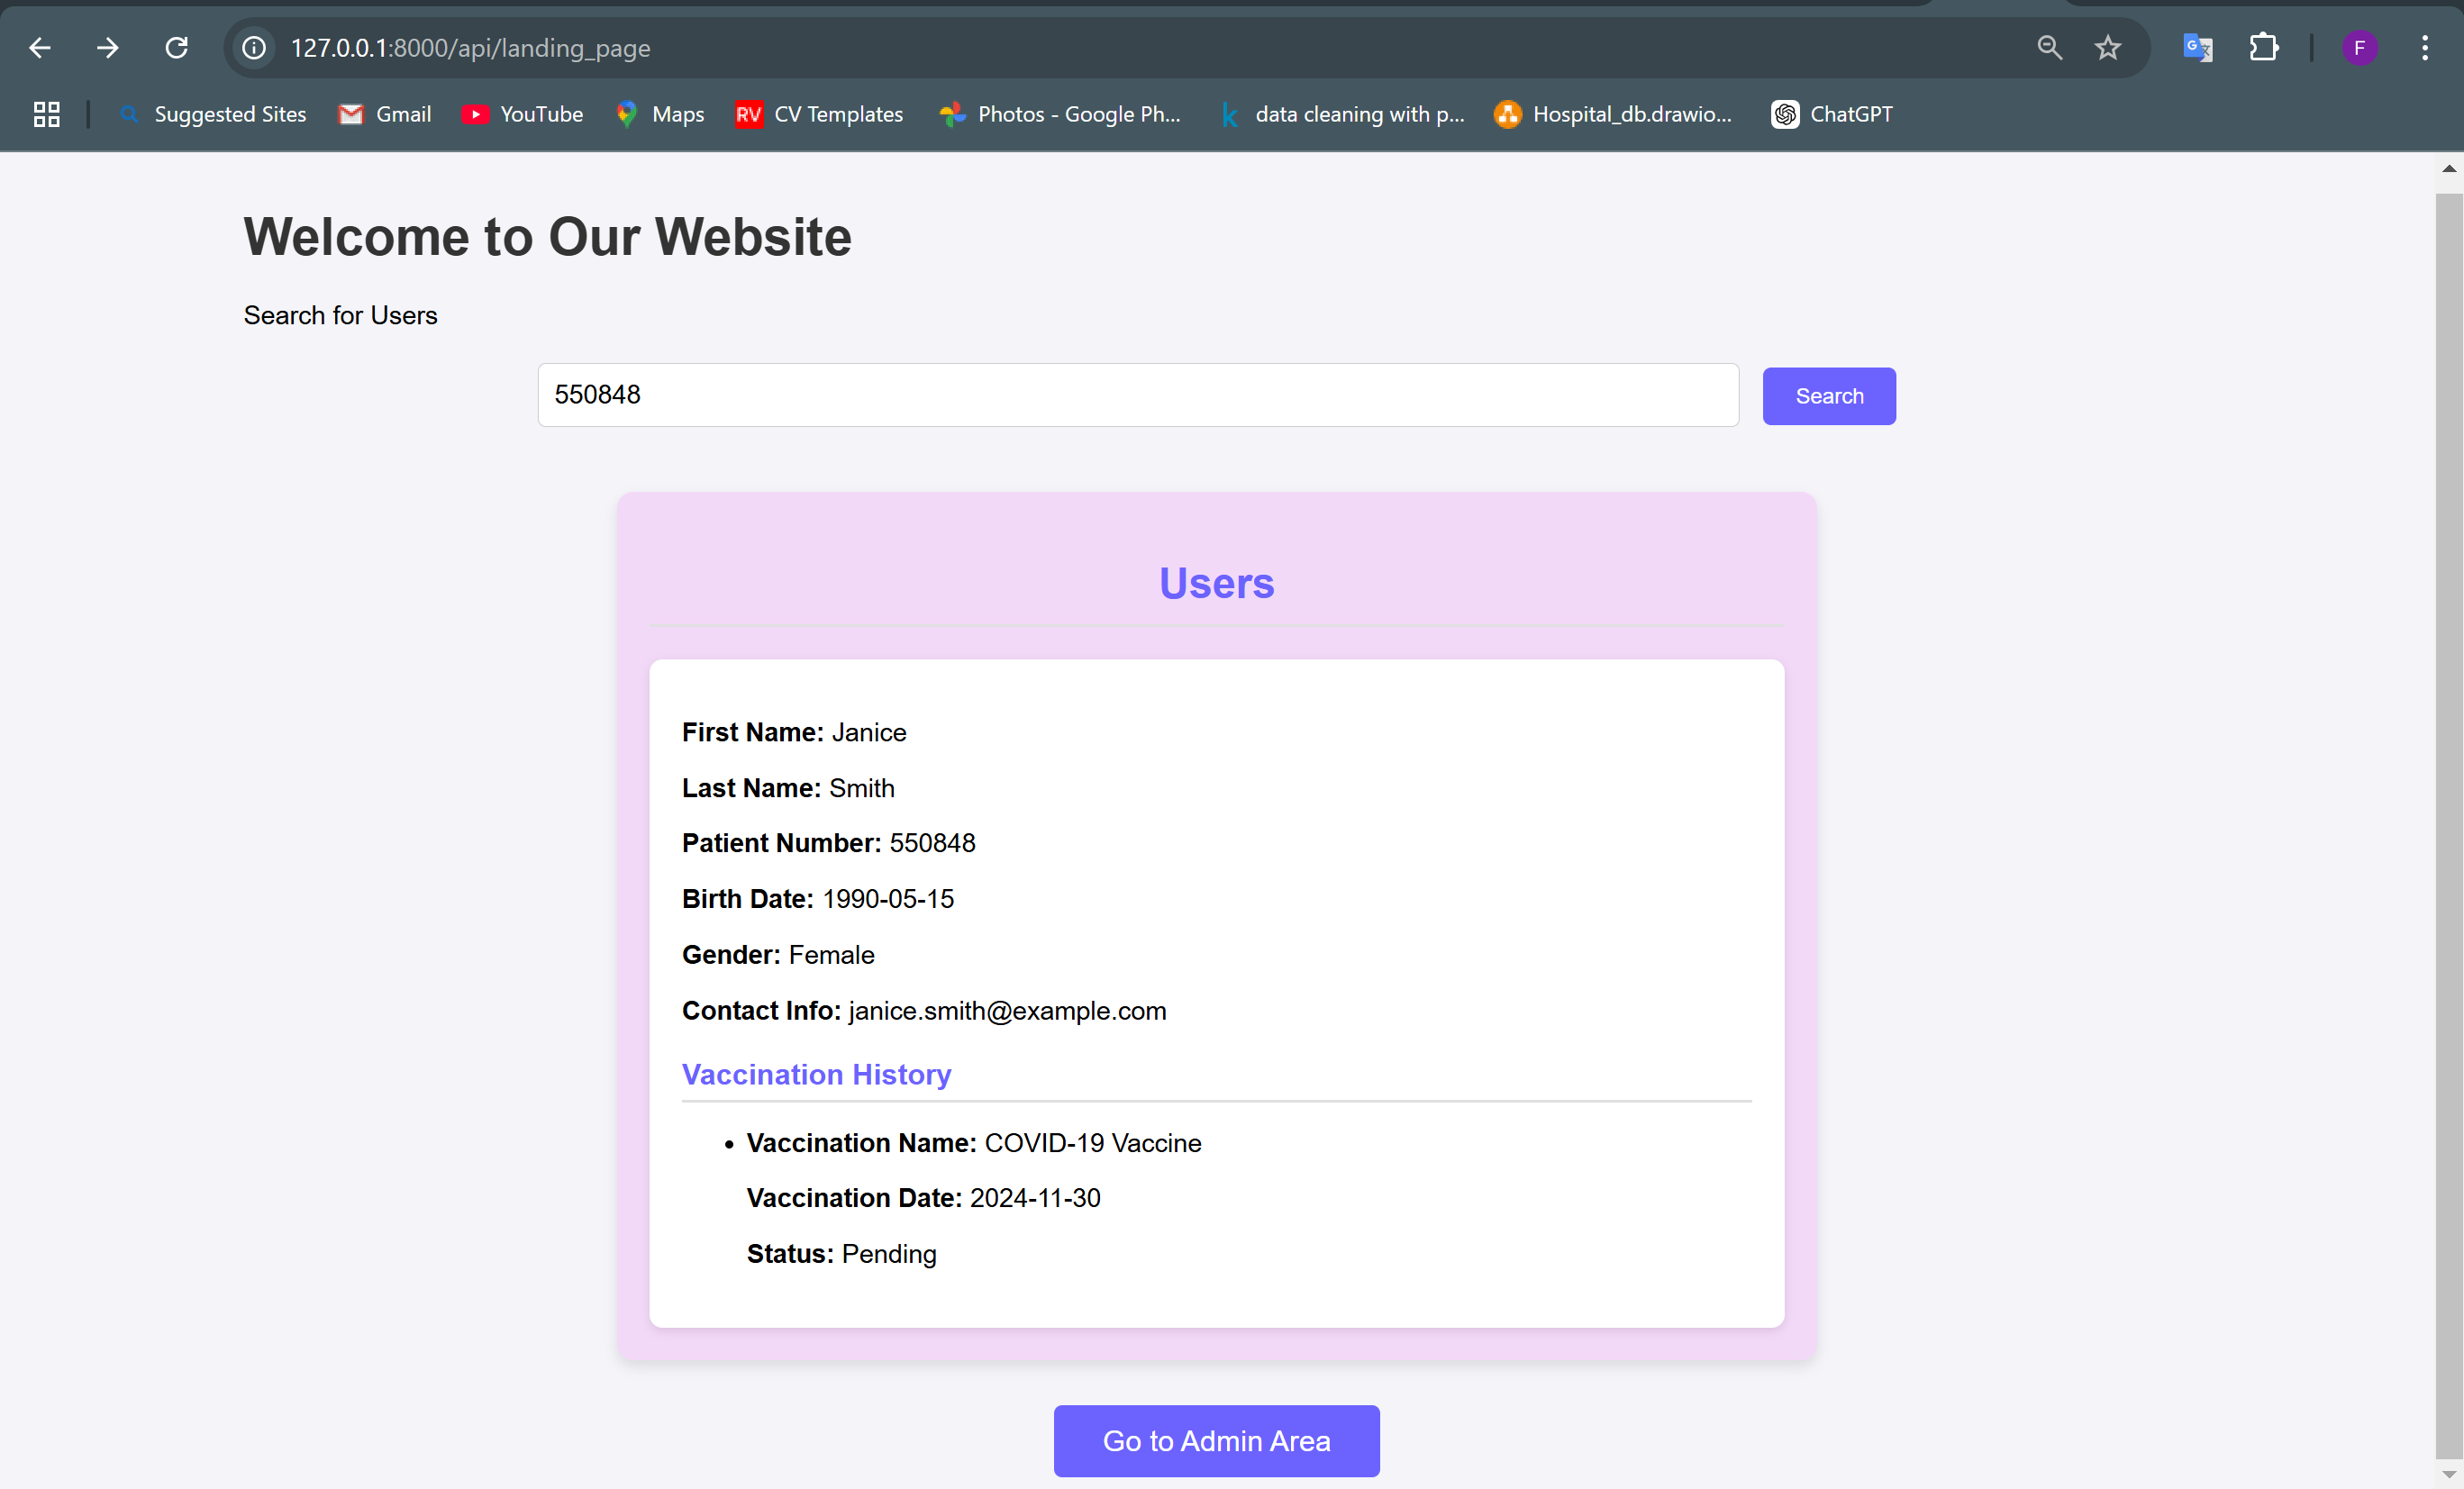 127.0.0.1:8000/api/landing_page
F
Suggested Sites Gmail YouTube Maps RV CV Templates Photos - Google Ph... k data cleaning with p... Hospital_db.drawio... ChatGPT
Welcome to Our Website
Search for Users
550848 Search
Users
First Name: Janice
Last Name: Smith
Patient Number: 550848
Birth Date: 1990-05-15
Gender: Female
Contact Info: janice.smith@example.com
Vaccination History
• Vaccination Name: COVID-19 Vaccine
Vaccination Date: 2024-11-30
Status: Pending
Go to Admin Area